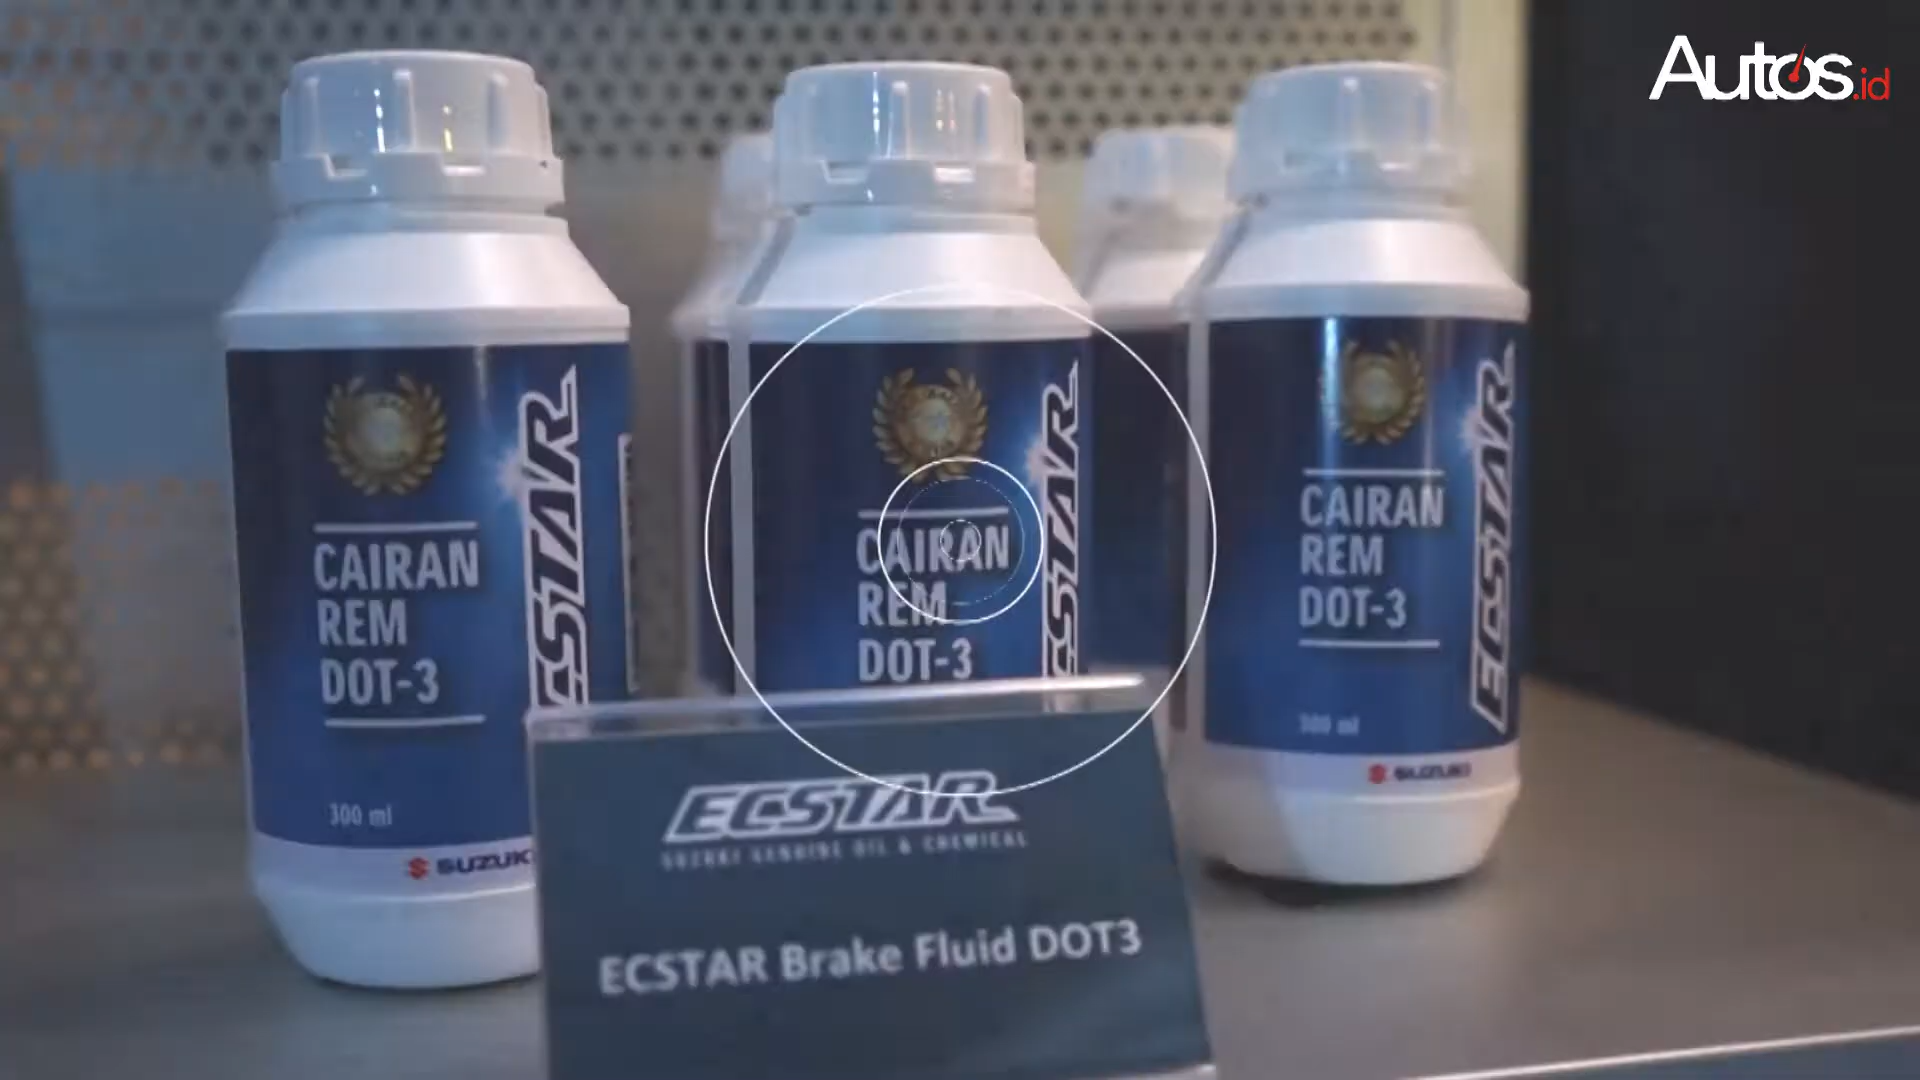 Autos.id
CAIRAN
REM
DOT-3
ECSTAR
300 ml
SUZUKI
CAIRAN
REM
DOT-3
ECSTAR
CAIRAN
REM
DOT-3
ECSTAR
300 ml
SUZUKI
ECSTAR
SUZUKI GENUINE OIL & CHEMICAL
ECSTAR Brake Fluid DOT3